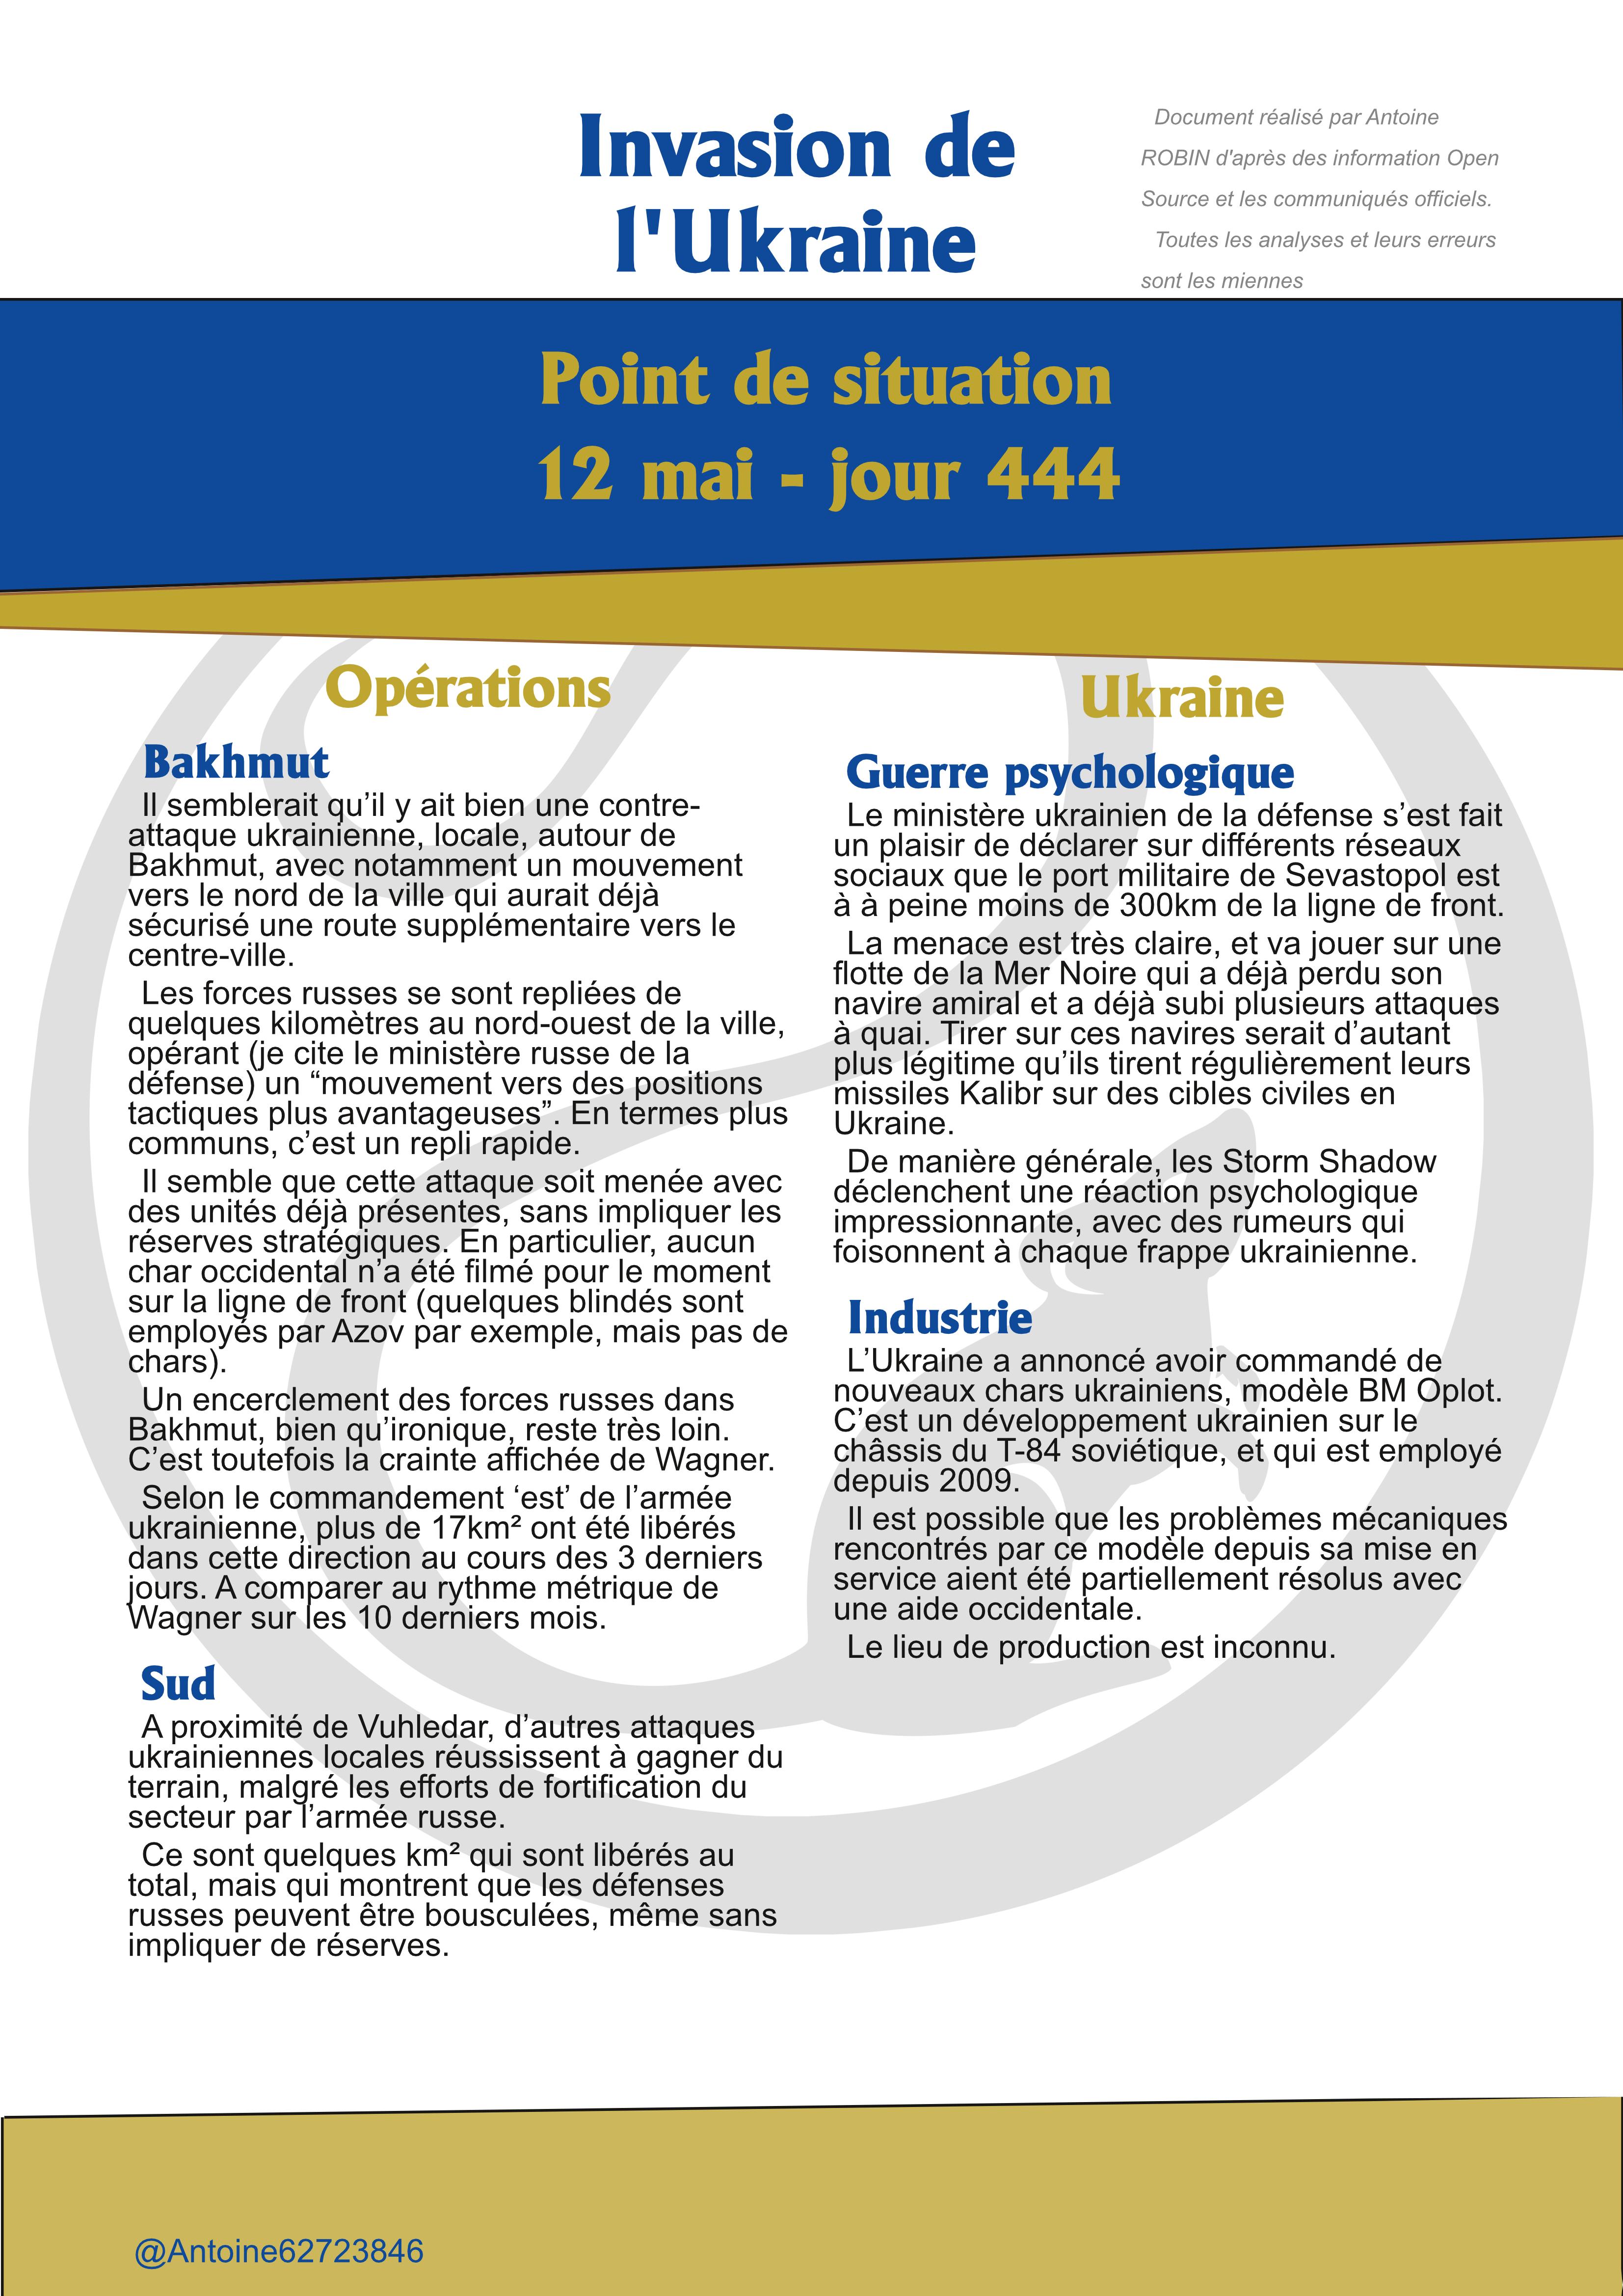 Invasion de
l'Ukraine
Document réalisé par Antoine
ROBIN d'après des information Open
Source et les communiqués officiels.
Toutes les analyses et leurs erreurs
sont les miennes
Point de situation
12 mai - jour 444
Opérations
Bakhmut
Il semblerait qu’il y ait bien une contre-
attaque ukrainienne, locale, autour de
Bakhmut, avec notamment un mouvement
vers le nord de la ville qui aurait déjà
sécurisé une route supplémentaire vers le
centre-ville.
Les forces russes se sont repliées de
quelques kilomètres au nord-ouest de la ville,
opérant (je cite le ministère russe de la
défense) un “mouvement vers des positions
tactiques plus avantageuses”. En termes plus
communs, c’est un repli rapide.
Il semble que cette attaque soit menée avec
des unités déjà présentes, sans impliquer les
réserves stratégiques. En particulier, aucun
char occidental n’a été filmé pour le moment
sur la ligne de front (quelques blindés sont
employés par Azov par exemple, mais pas de
chars).
Un encerclement des forces russes dans
Bakhmut, bien qu’ironique, reste très loin.
C’est toutefois la crainte affichée de Wagner.
Selon le commandement ‘est’ de l’armée
ukrainienne, plus de 17km² ont été libérés
dans cette direction au cours des 3 derniers
jours. A comparer au rythme métrique de
Wagner sur les 10 derniers mois.
Sud
A proximité de Vuhledar, d’autres attaques
ukrainiennes locales réussissent à gagner du
terrain, malgré les efforts de fortification du
secteur par l’armée russe.
Ce sont quelques km² qui sont libérés au
total, mais qui montrent que les défenses
russes peuvent être bousculées, même sans
impliquer de réserves.
Ukraine
Guerre psychologique
Le ministère ukrainien de la défense s’est fait
un plaisir de déclarer sur différents réseaux
sociaux que le port militaire de Sevastopol est
à à peine moins de 300km de la ligne de front.
La menace est très claire, et va jouer sur une
flotte de la Mer Noire qui a déjà perdu son
navire amiral et a déjà subi plusieurs attaques
à quai. Tirer sur ces navires serait d’autant
plus légitime qu’ils tirent régulièrement leurs
missiles Kalibr sur des cibles civiles en
Ukraine.
De manière générale, les Storm Shadow
déclenchent une réaction psychologique
impressionnante, avec des rumeurs qui
foisonnent à chaque frappe ukrainienne.
Industrie
L’Ukraine a annoncé avoir commandé de
nouveaux chars ukrainiens, modèle BM Oplot.
C’est un développement ukrainien sur le
châssis du T-84 soviétique, et qui est employé
depuis 2009.
Il est possible que les problèmes mécaniques
rencontrés par ce modèle depuis sa mise en
service aient été partiellement résolus avec
une aide occidentale.
Le lieu de production est inconnu.
@Antoine62723846